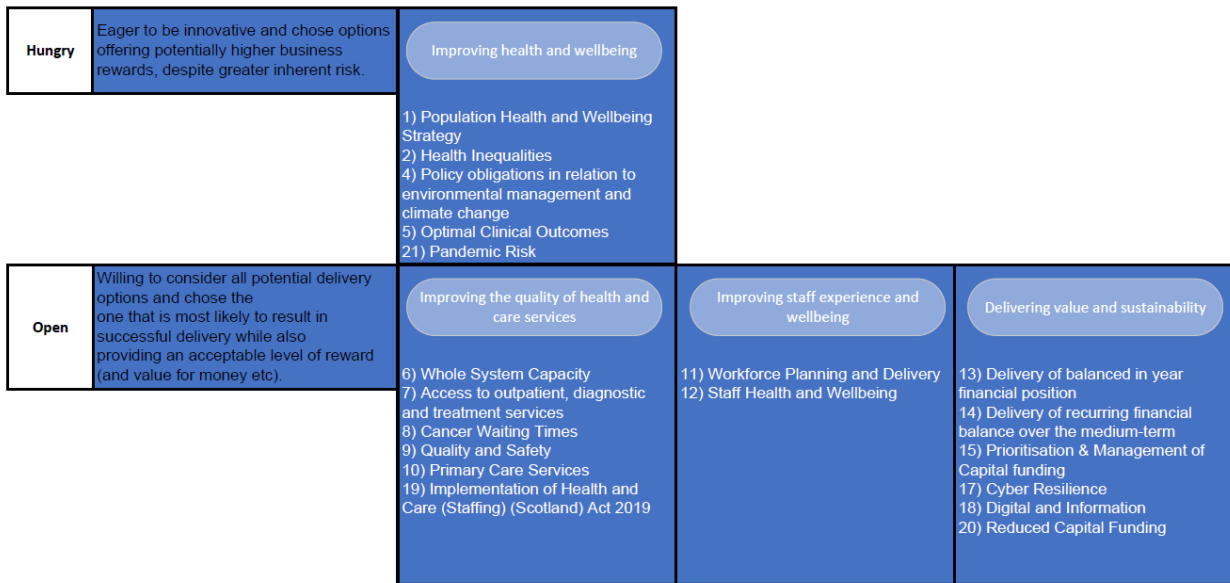 Hungry
Eager to be innovative and chose options
offering potentially higher business
rewards, despite greater inherent risk.
Improving health and wellbeing
1) Population Health and Wellbeing
Strategy
2) Health Inequalities
4) Policy obligations in relation to
environmental management and
climate change
5) Optimal Clinical Outcomes
21) Pandemic Risk
Open
Willing to consider all potential delivery
options and chose the
one that is most likely to result in
successful delivery while also
providing an acceptable level of reward
(and value for money etc).
Improving the quality of health and
care services
6) Whole System Capacity
7) Access to outpatient, diagnostic
and treatment services
8) Cancer Waiting Times
9) Quality and Safety
10) Primary Care Services
19) Implementation of Health and
Care (Staffing) (Scotland) Act 2019
Improving staff experience and
wellbeing
11) Workforce Planning and Delivery
12) Staff Health and Wellbeing
Delivering value and sustainability
13) Delivery of balanced in year
financial position
14) Delivery of recurring financial
balance over the medium-term
15) Prioritisation & Management of
Capital funding
17) Cyber Resilience
18) Digital and Information
20) Reduced Capital Funding